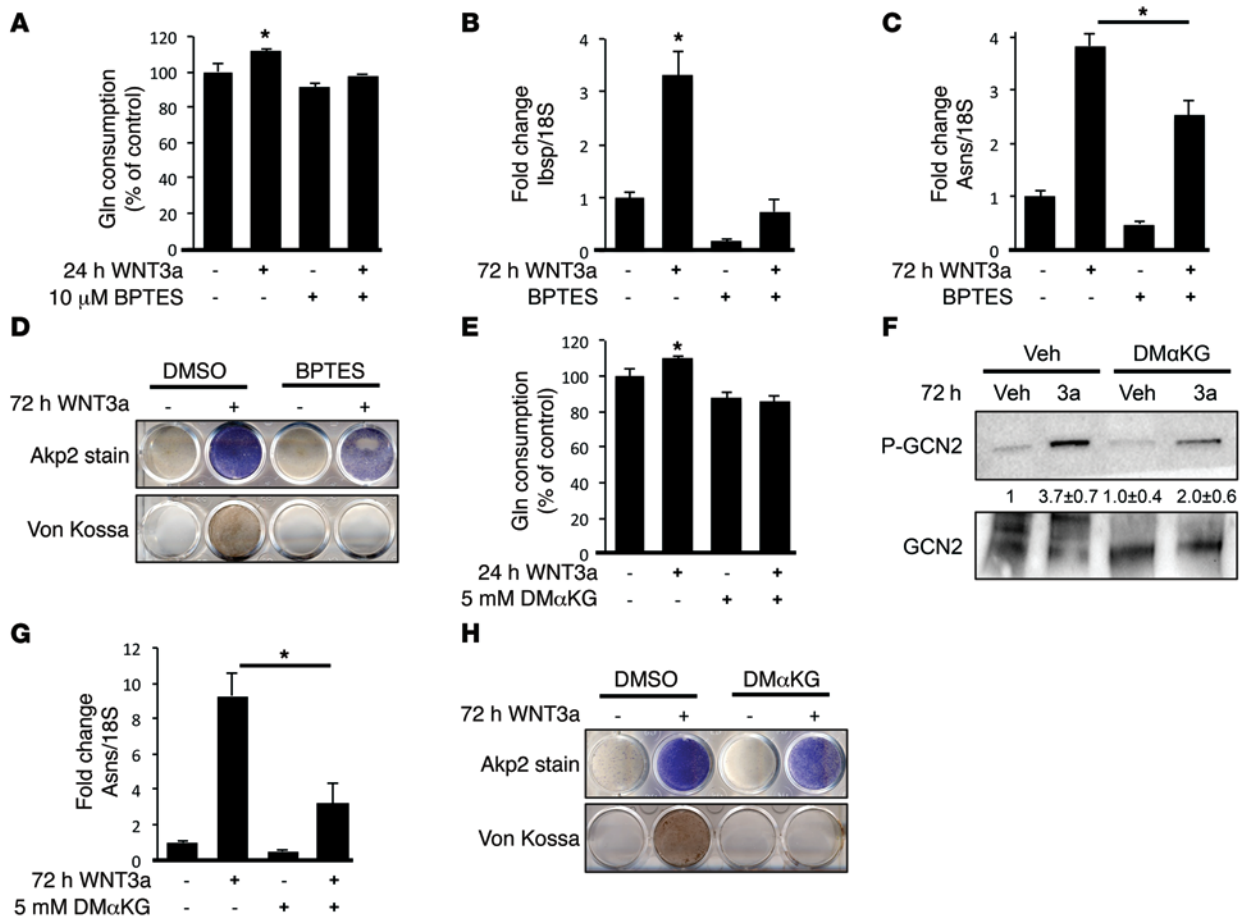 A
Gln consumption
(% of control)
120
100
80
60
40
20
0
*
24 h WNT3a - + - +
10 μM BPTES - - + +
B
Fold change
Ibsp/18S
4
3
2
1
0
*
72 h WNT3a - + - +
BPTES - - + +
C
Fold change
Asns/18S
4
3
2
1
0
*
72 h WNT3a - + - +
BPTES - - + +
D
DMSO BPTES
72 h WNT3a - + - +
Akp2 stain
Von Kossa
E
Gln consumption
(% of control)
120
100
80
60
40
20
0
*
24 h WNT3a - + - +
5 mM DMαKG - - + +
F
Veh DMαKG
72 h Veh 3a Veh 3a
P-GCN2
1 3.7±0.7 1.0±0.4 2.0±0.6
GCN2
G
Fold change
Asns/18S
12
10
8
6
4
2
0
*
72 h WNT3a - + - +
5 mM DMαKG - - + +
H
DMSO DMαKG
72 h WNT3a - + - +
Akp2 stain
Von Kossa